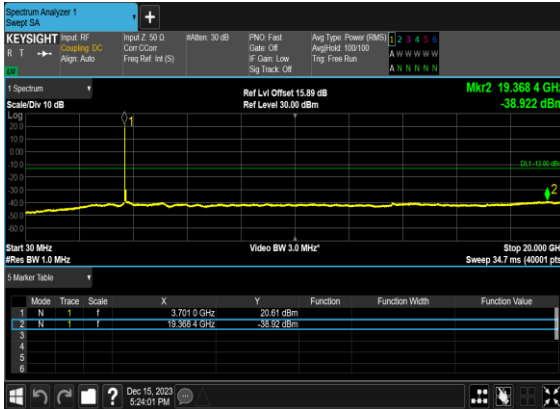 Spectrum Analyzer 1
Swept SA
+
KEYSIGHT Input: RF Input Z: 50 Ω #Atten: 30 dB PNO: Fast Avg Type: Power (RMS) 1 2 3 4 5 6
R T Coupling: DC Corr CCorr Gate: Off Avg|Hold: 100/100 A W W W W W
Align: Auto Freq Ref: Int (S) IF Gain: Low Trig: Free Run
Sig Track: Off A N N N N N
1 Spectrum Ref Lvl Offset 15.89 dB Mkr2 19.368 4 GHz
Scale/Div 10 dB Ref Level 30.00 dBm -38.922 dBm
Log
20.0
10.0
0.00
-10.0
-20.0
-30.0
-40.0
-50.0
-60.0
1
DL1 -13.00 dBm
2
Start 30 MHz Video BW 3.0 MHz* Stop 20.000 GHz
#Res BW 1.0 MHz Sweep 34.7 ms (40001 pts)
5 Marker Table
Mode Trace Scale X Y Function Function Width Function Value
1 N 1 f 3.701 0 GHz 20.61 dBm
2 N 1 f 19.368 4 GHz -38.92 dBm
3
4
5
6
? Dec 15, 2023
5:24:01 PM